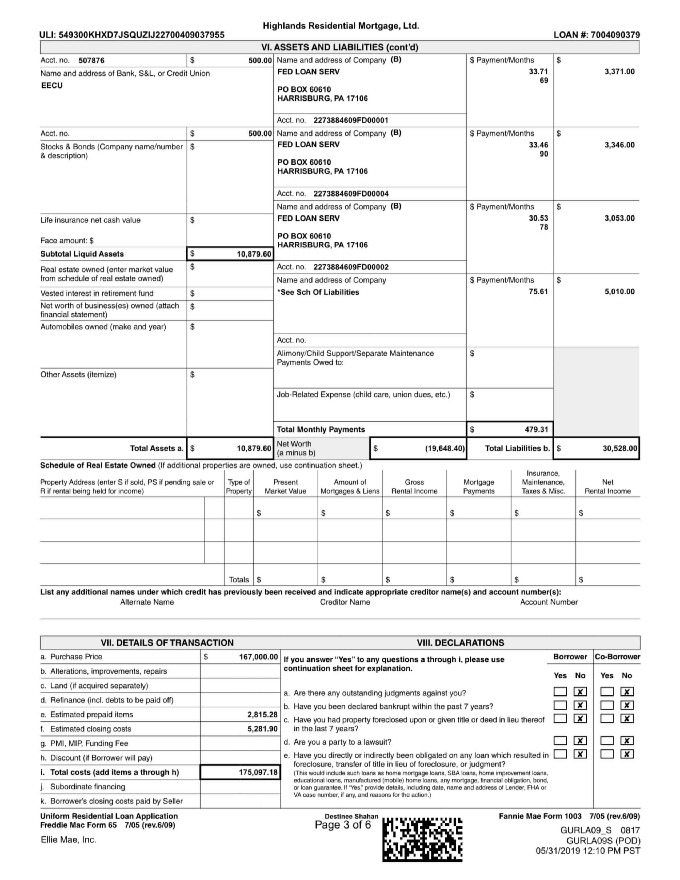 Highlands Residential Mortgage, Ltd.
ULI: 549300KHXD7JSQUZIJ22700409037955 LOAN #: 7004090379
VI. ASSETS AND LIABILITIES (cont'd)
Acct. no. 507876 $ 500.00 Name and address of Company (B) $ Payment/Months $
Name and address of Bank, S&L, or Credit Union FED LOAN SERV 33.71 3,371.00
EECU 69
PO BOX 60610
HARRISBURG, PA 17106
Acct. no. 2273884609FD00001
Acct. no. $ 500.00 Name and address of Company (B) $ Payment/Months $
Stocks & Bonds (Company name/number $ FED LOAN SERV 33.46 3,346.00
& description) 90
PO BOX 60610
HARRISBURG, PA 17106
Acct. no. 2273884609FD00004
Name and address of Company (B) $ Payment/Months $
Life insurance net cash value $ FED LOAN SERV 30.53 3,053.00
78
Face amount: $ PO BOX 60610
HARRISBURG, PA 17106
Subtotal Liquid Assets $ 10,879.60
Real estate owned (enter market value $ Acct. no. 2273884609FD00002
from schedule of real estate owned) Name and address of Company $ Payment/Months $
Vested interest in retirement fund $ *See Sch Of Liabilities 75.61 5,010.00
Net worth of business(es) owned (attach $
financial statement)
Automobiles owned (make and year) $
Acct. no.
Alimony/Child Support/Separate Maintenance $
Payments Owed to:
Other Assets (itemize) $
Job-Related Expense (child care, union dues, etc.) $
Total Monthly Payments $ 479.31
Total Assets a. $ 10,879.60 Net Worth $ (19,648.40) Total Liabilities b. $ 30,528.00
(a minus b)
Schedule of Real Estate Owned (If additional properties are owned, use continuation sheet.)
Property Address (enter S if sold, PS if pending sale or R if rental being held for income) Type of Property Present Market Value Amount of Mortgages & Liens Gross Rental Income Mortgage Payments Insurance, Maintenance, Taxes & Misc. Net Rental Income
$ $ $ $ $ $
Totals $ $ $ $ $ $
List any additional names under which credit has previously been received and indicate appropriate creditor name(s) and account number(s):
Alternate Name Creditor Name Account Number
VII. DETAILS OF TRANSACTION VIII. DECLARATIONS
a. Purchase Price $ 167,000.00
b. Alterations, improvements, repairs
c. Land (if acquired separately)
d. Refinance (incl. debts to be paid off)
e. Estimated prepaid items 2,815.28
f. Estimated closing costs 5,281.90
g. PMI, MIP, Funding Fee
h. Discount (if Borrower will pay)
i. Total costs (add items a through h) 175,097.18
j. Subordinate financing
k. Borrower's closing costs paid by Seller
If you answer "Yes" to any questions a through i, please use Borrower Co-Borrower
continuation sheet for explanation. Yes No Yes No
a. Are there any outstanding judgments against you? X X
b. Have you been declared bankrupt within the past 7 years? X X
c. Have you had property foreclosed upon or given title or deed in lieu thereof X X
in the last 7 years?
d. Are you a party to a lawsuit? X X
e. Have you directly or indirectly been obligated on any loan which resulted in X X
foreclosure, transfer of title in lieu of foreclosure, or judgment?
(This would include such loans as home mortgage loans, SBA loans, home improvement loans,
educational loans, manufactured (mobile) home loans, any mortgage, financial obligation, bond,
or loan guarantee. If "Yes," provide details, including date, name and address of Lender, FHA or
VA case number, if any, and reasons for the action.)
Uniform Residential Loan Application Destinee Shahan Fannie Mae Form 1003 7/05 (rev.6/09)
Freddie Mac Form 65 7/05 (rev.6/09) Page 3 of 6
Ellie Mae, Inc. GURLA09_S 0817
GURLA09S (POD)
05/31/2019 12:10 PM PST